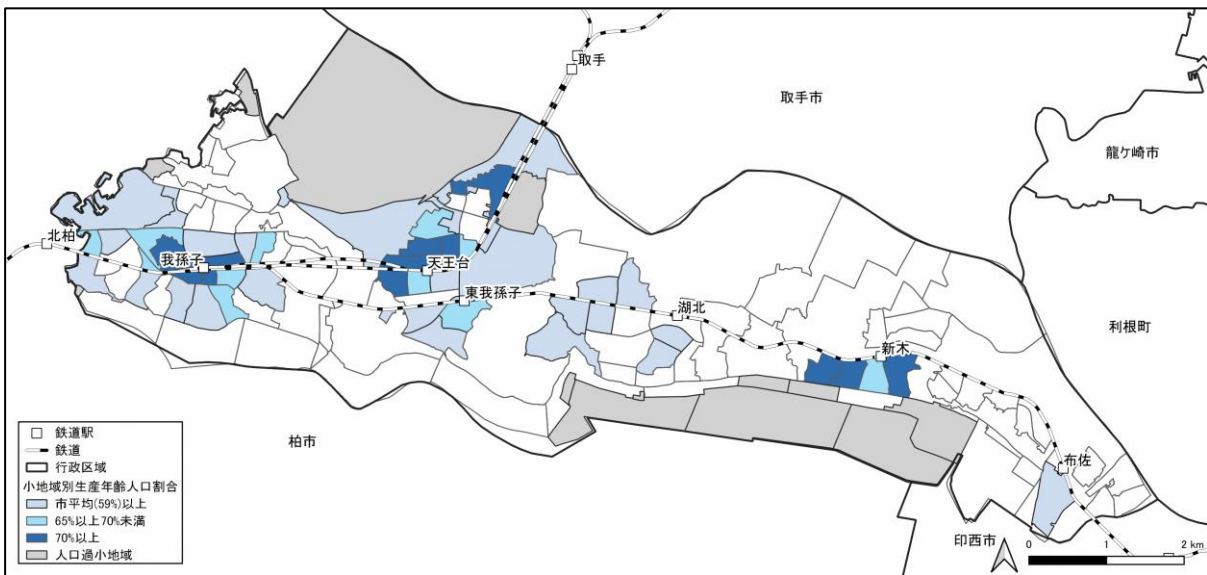 取手
取手市
龍ケ崎市
北柏
我孫子
天王台
東我孫子
湖北
新木
利根町
柏市
布佐
印西市
鉄道駅
鉄道
行政区域
小地域別生産年齢人口割合
市平均(59%)以上
65%以上70%未満
70%以上
人口過小地域
0 1 2 km